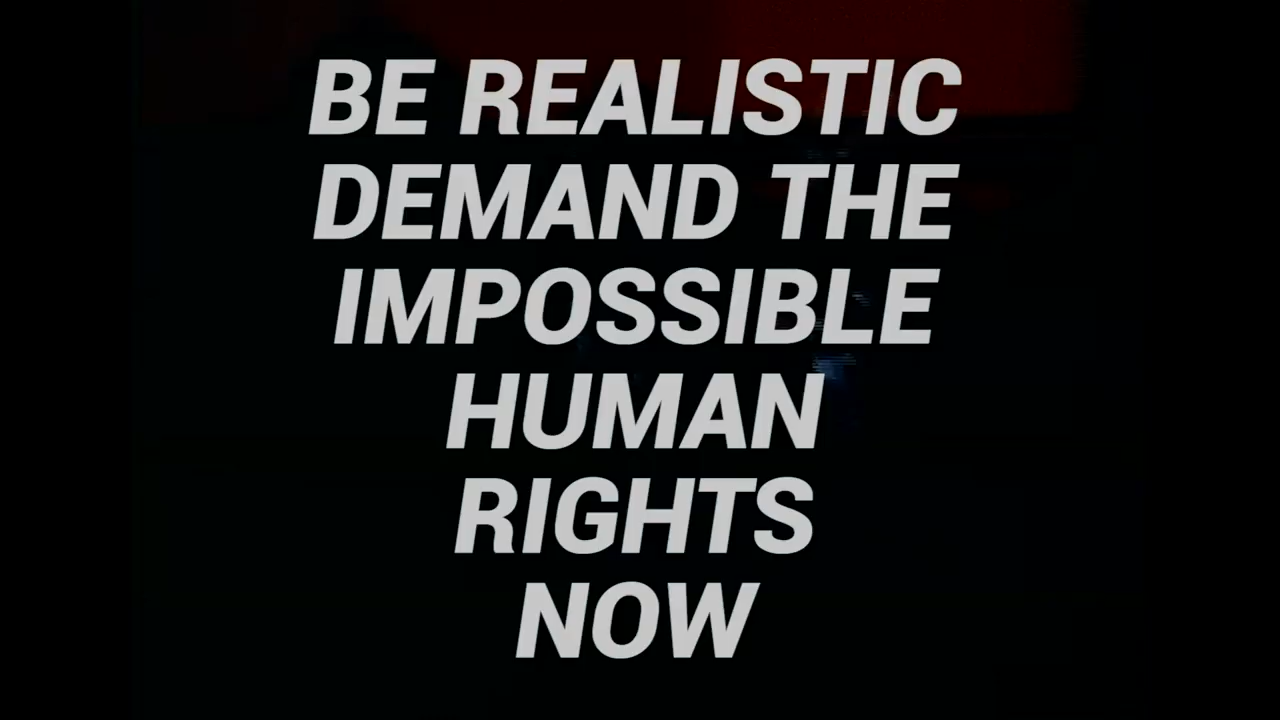 BE REALISTIC
DEMAND THE
IMPOSSIBLE
HUMAN
RIGHTS
NOW